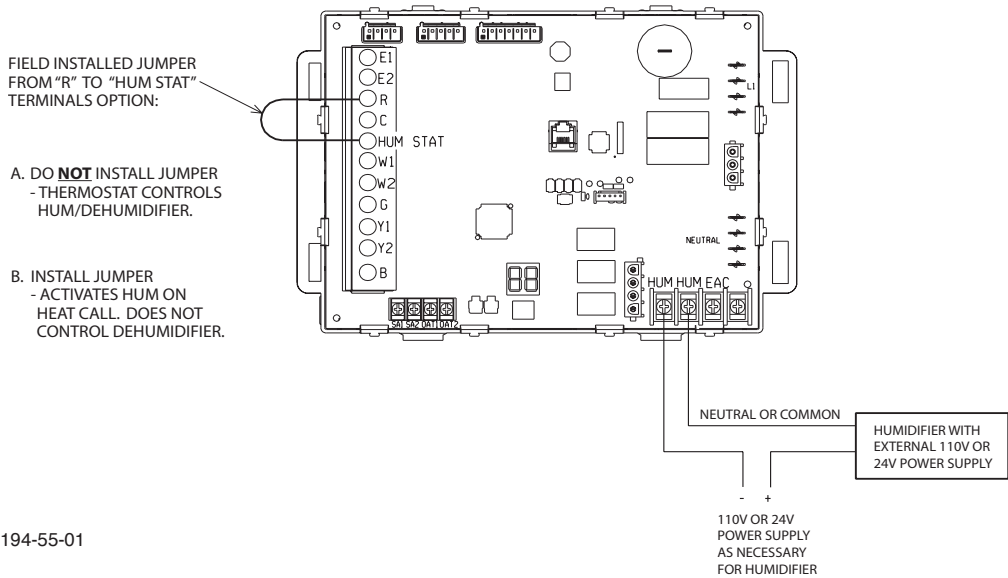 FIELD INSTALLED JUMPER
FROM "R" TO "HUM STAT"
TERMINALS OPTION:
A. DO NOT INSTALL JUMPER
- THERMOSTAT CONTROLS
HUM/DEHUMIDIFIER.
B. INSTALL JUMPER
- ACTIVATES HUM ON
HEAT CALL. DOES NOT
CONTROL DEHUMIDIFIER.
E1
E2
R
C
HUM STAT
W1
W2
G
Y1
Y2
B
SA1 SA2 OAT1 OAT2
L1
NEUTRAL
HUM HUM EAC
NEUTRAL OR COMMON
HUMIDIFIER WITH
EXTERNAL 110V OR
24V POWER SUPPLY
- +
110V OR 24V
POWER SUPPLY
AS NECESSARY
FOR HUMIDIFIER
194-55-01